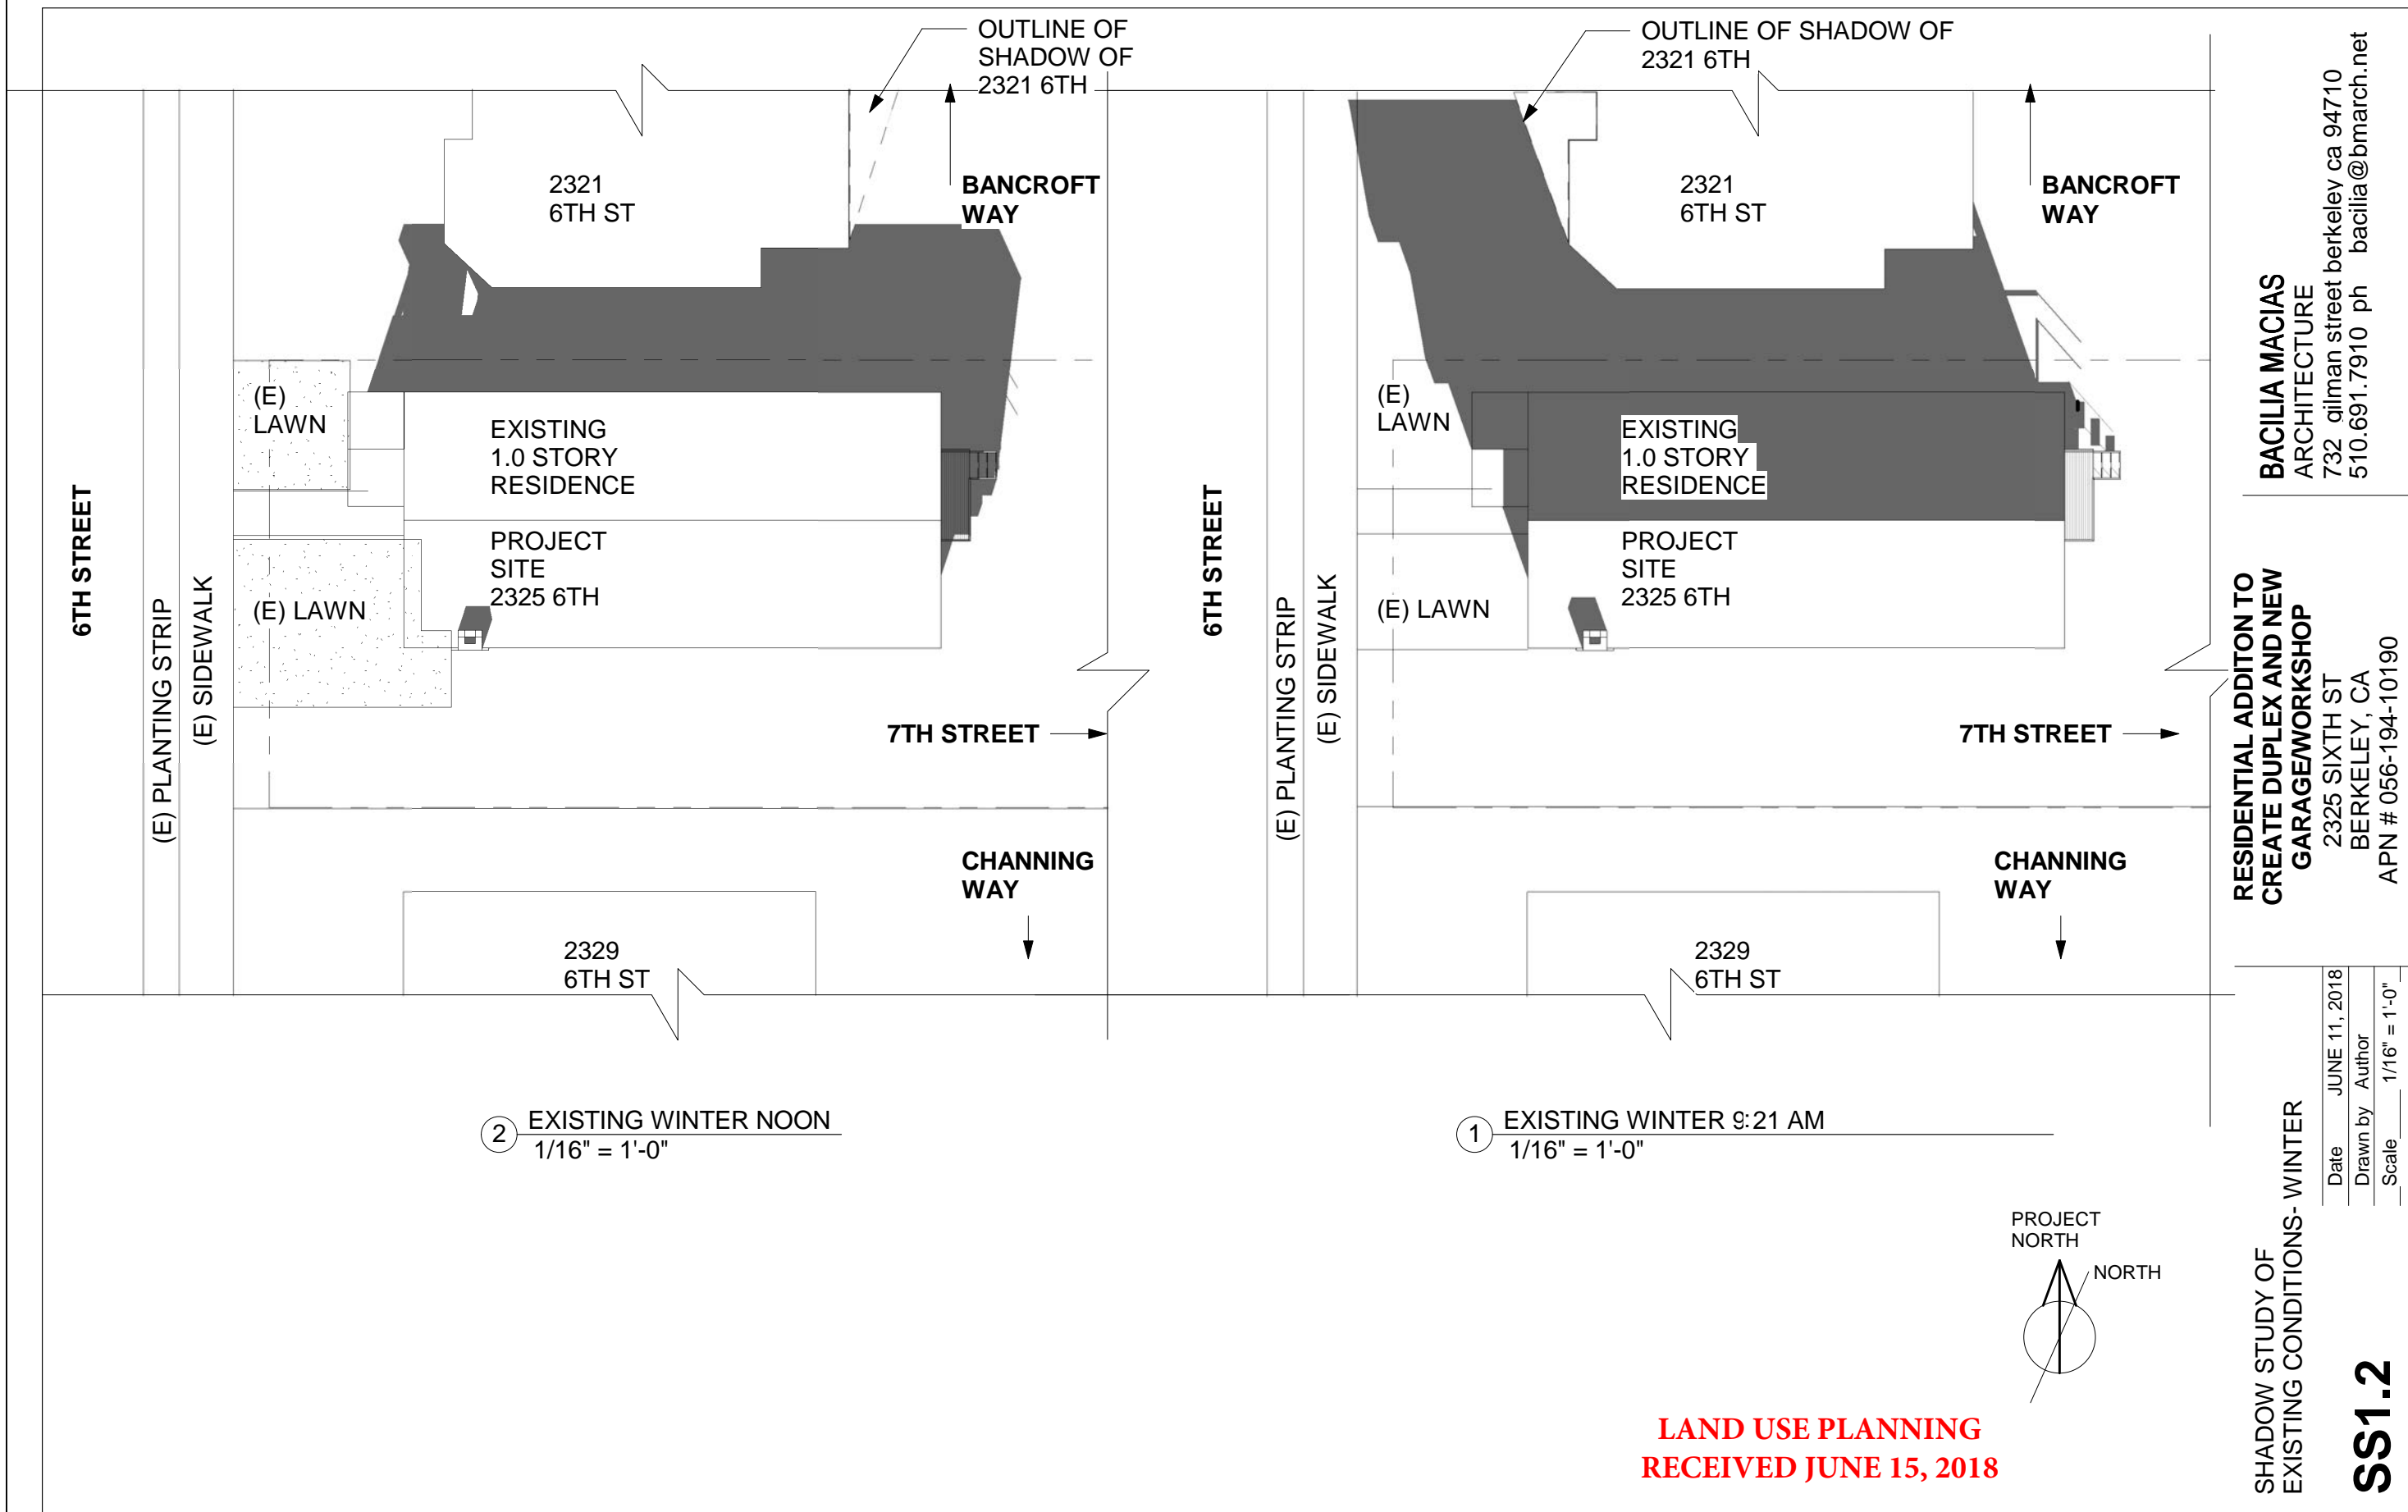 OUTLINE OF
SHADOW OF
2321 6TH
2321
6TH ST
BANCROFT
WAY
(E)
LAWN
EXISTING
1.0 STORY
RESIDENCE
PROJECT
SITE
2325 6TH
(E) LAWN
6TH STREET
(E) PLANTING STRIP
(E) SIDEWALK
7TH STREET
CHANNING
WAY
2329
6TH ST
2 EXISTING WINTER NOON
1/16" = 1'-0"
OUTLINE OF SHADOW OF
2321 6TH
2321
6TH ST
BANCROFT
WAY
(E)
LAWN
EXISTING
1.0 STORY
RESIDENCE
PROJECT
SITE
2325 6TH
(E) LAWN
6TH STREET
(E) PLANTING STRIP
(E) SIDEWALK
7TH STREET
CHANNING
WAY
2329
6TH ST
1 EXISTING WINTER 9:21 AM
1/16" = 1'-0"
PROJECT
NORTH
NORTH
LAND USE PLANNING
RECEIVED JUNE 15, 2018
BACILIA MACIAS
ARCHITECTURE
732 gilman street berkeley ca 94710
510.691.7910 ph bacilia@bmarch.net
RESIDENTIAL ADDITON TO
CREATE DUPLEX AND NEW
GARAGE/WORKSHOP
2325 SIXTH ST
BERKELEY, CA
APN # 056-194-10190
Date JUNE 11, 2018
Drawn by Author
Scale 1/16" = 1'-0"
SHADOW STUDY OF
EXISTING CONDITIONS- WINTER
SS1.2